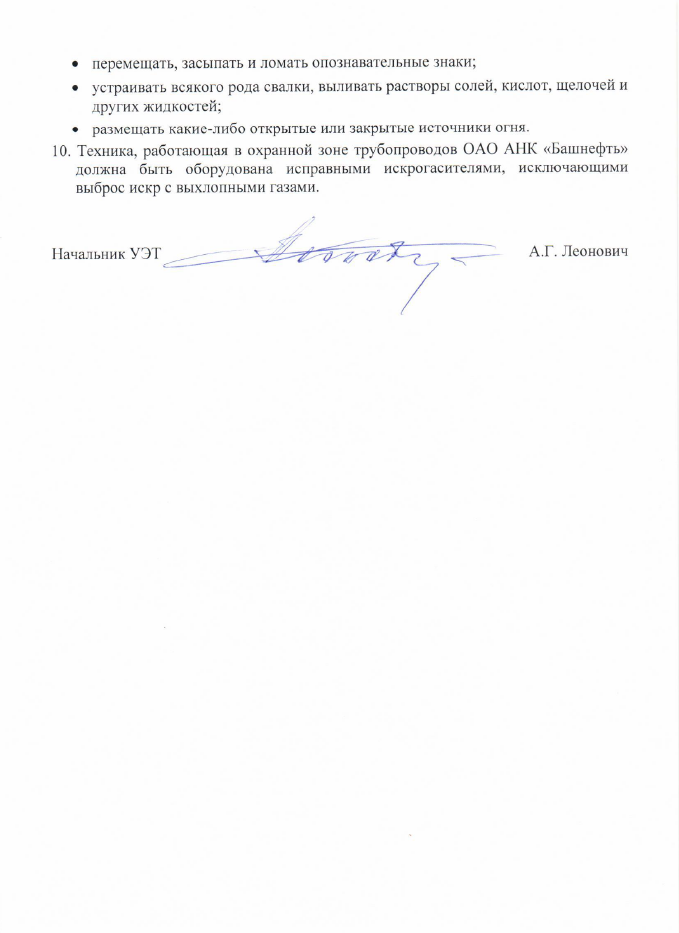 • перемещать, засыпать и ломать опознавательные знаки;
• устраивать всякого рода свалки, выливать растворы солей, кислот, щелочей и
других жидкостей;
• размещать какие-либо открытые или закрытые источники огня.
10. Техника, работающая в охранной зоне трубопроводов ОАО АНК «Башнефть»
должна быть оборудована исправными искрогасителями, исключающими
выброс искр с выхлопными газами.
Начальник УЭТ А.Г. Леонович